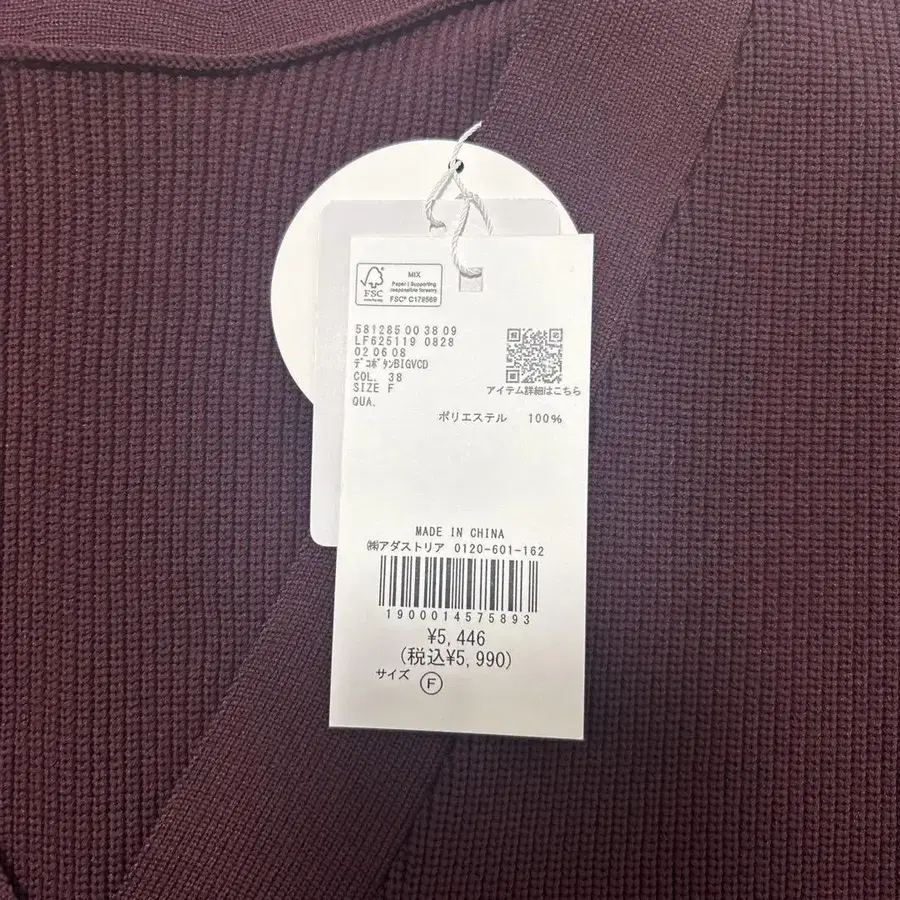 MIX
Paper | Supporting
responsible forestry
FSC® C178569
FSC
581285 00 38 09
LF625119 0828
02 06 08
ﾃﾞｺﾎﾞﾀﾝBIGVCD
COL. 38
SIZE F
QUA.
アイテム詳細はこちら
ポリエステル 100%
MADE IN CHINA
㈱アダストリア 0120-601-162
1900014575893
¥5,446
(税込¥5,990)
サイズ F